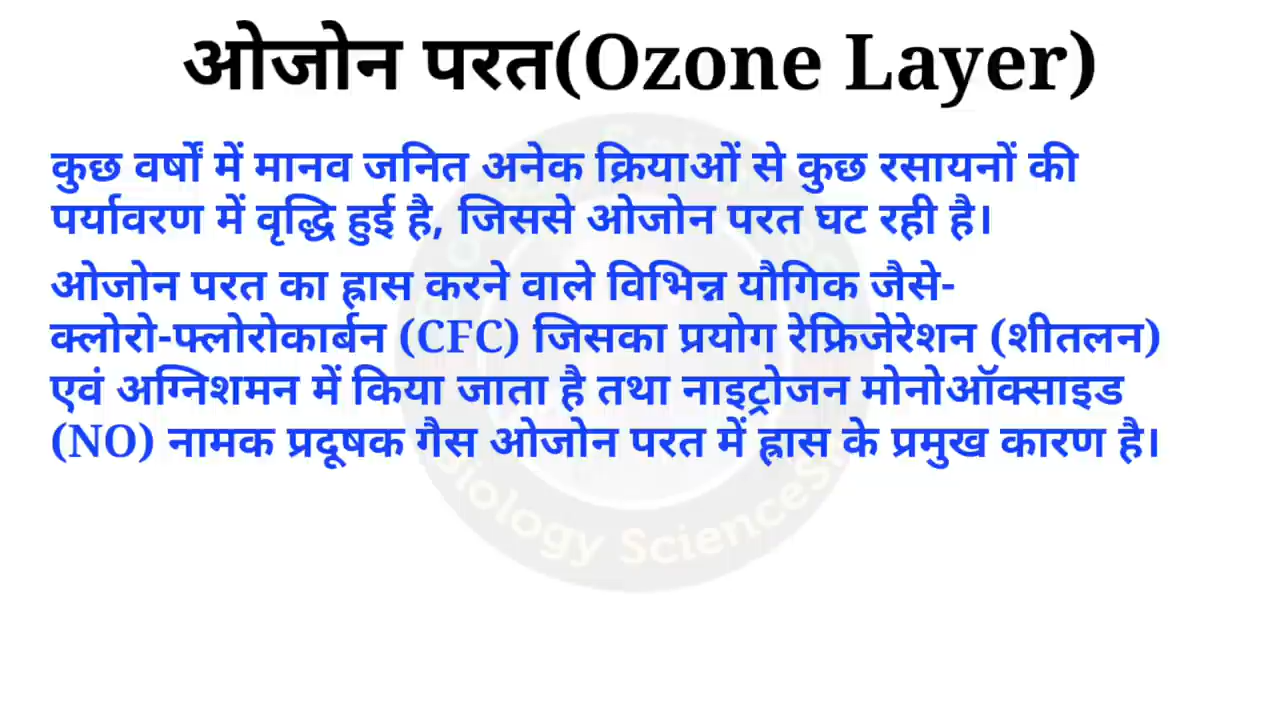 ओजोन परत(Ozone Layer)
कुछ वर्षों में मानव जनित अनेक क्रियाओं से कुछ रसायनों की
पर्यावरण में वृद्धि हुई है, जिससे ओजोन परत घट रही है।
ओजोन परत का ह्रास करने वाले विभिन्न यौगिक जैसे-
क्लोरो-फ्लोरोकार्बन (CFC) जिसका प्रयोग रेफ्रिजेरेशन (शीतलन)
एवं अग्निशमन में किया जाता है तथा नाइट्रोजन मोनोऑक्साइड
(NO) नामक प्रदूषक गैस ओजोन परत में ह्रास के प्रमुख कारण है।
Biology Science